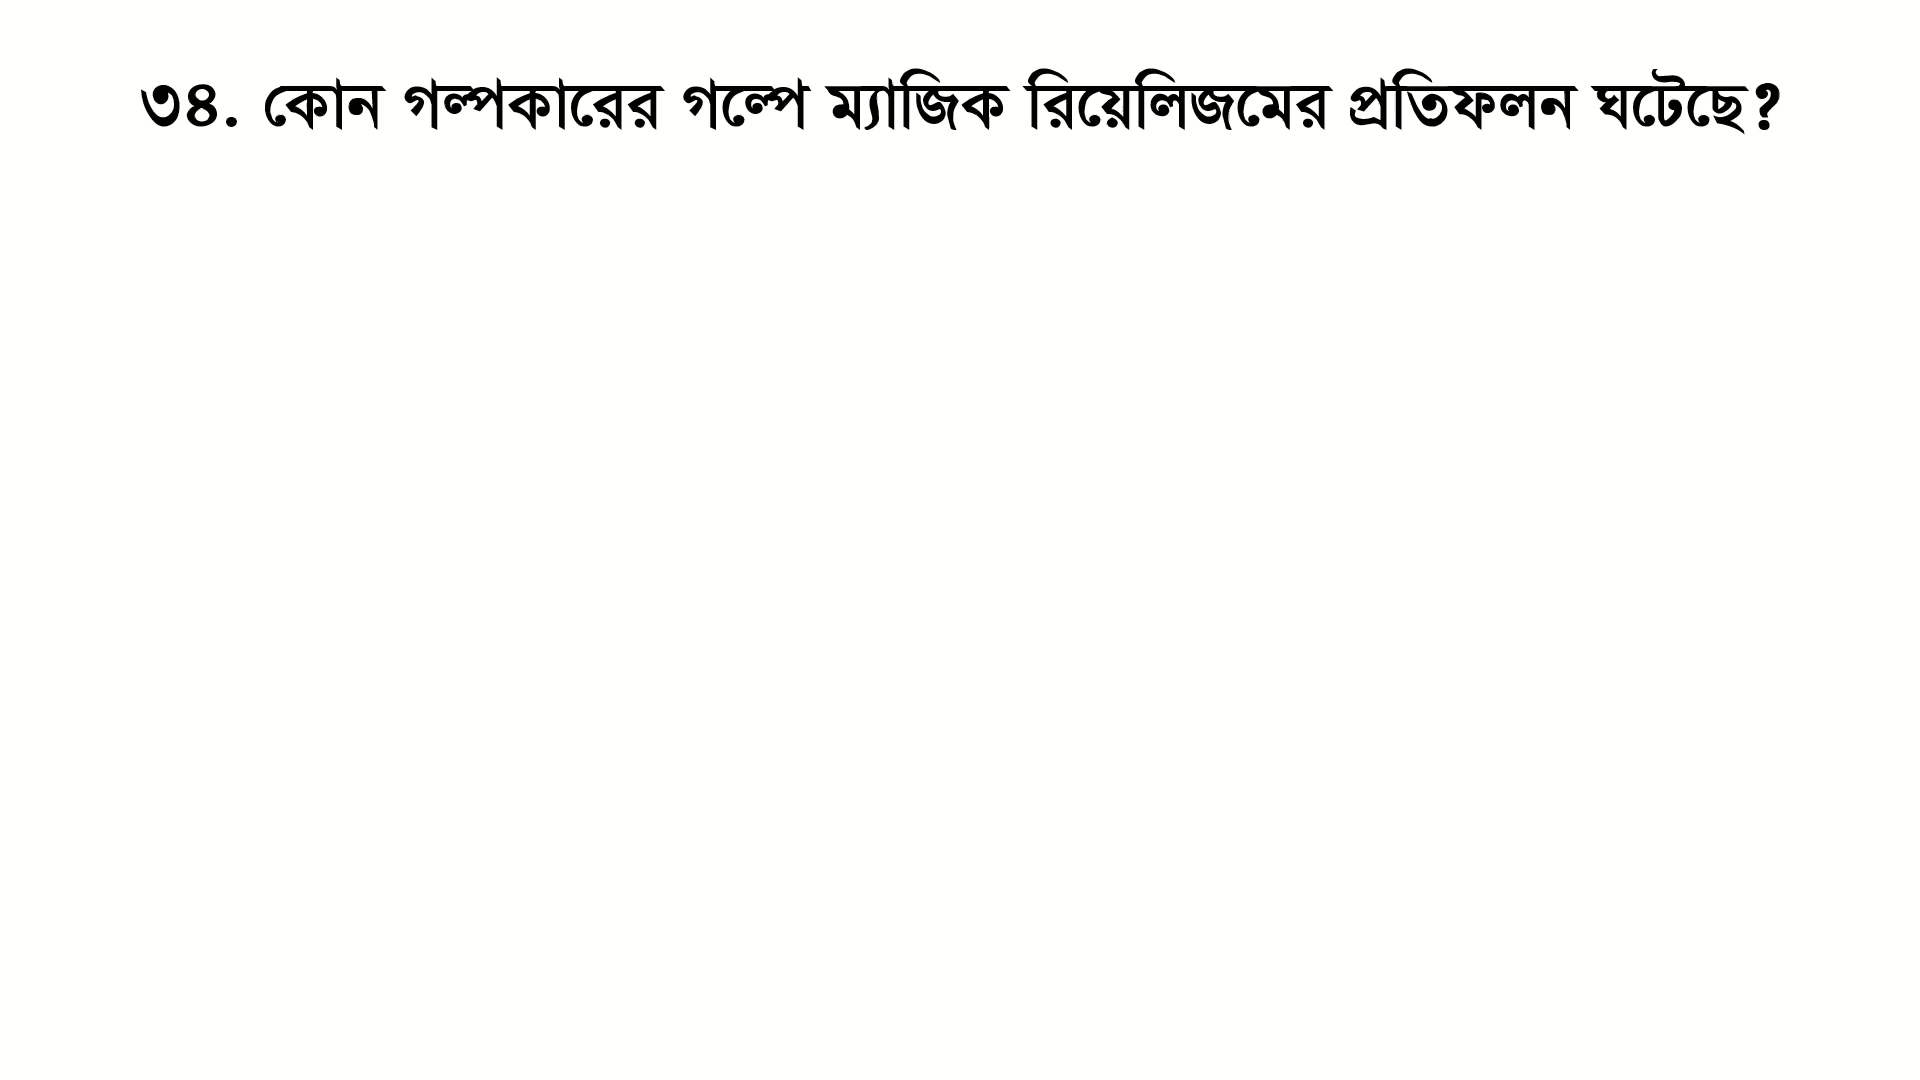 ৩৪. কোন গল্পকারের গল্পে ম্যাজিক রিয়েলিজমের প্রতিফলন ঘটেছে?